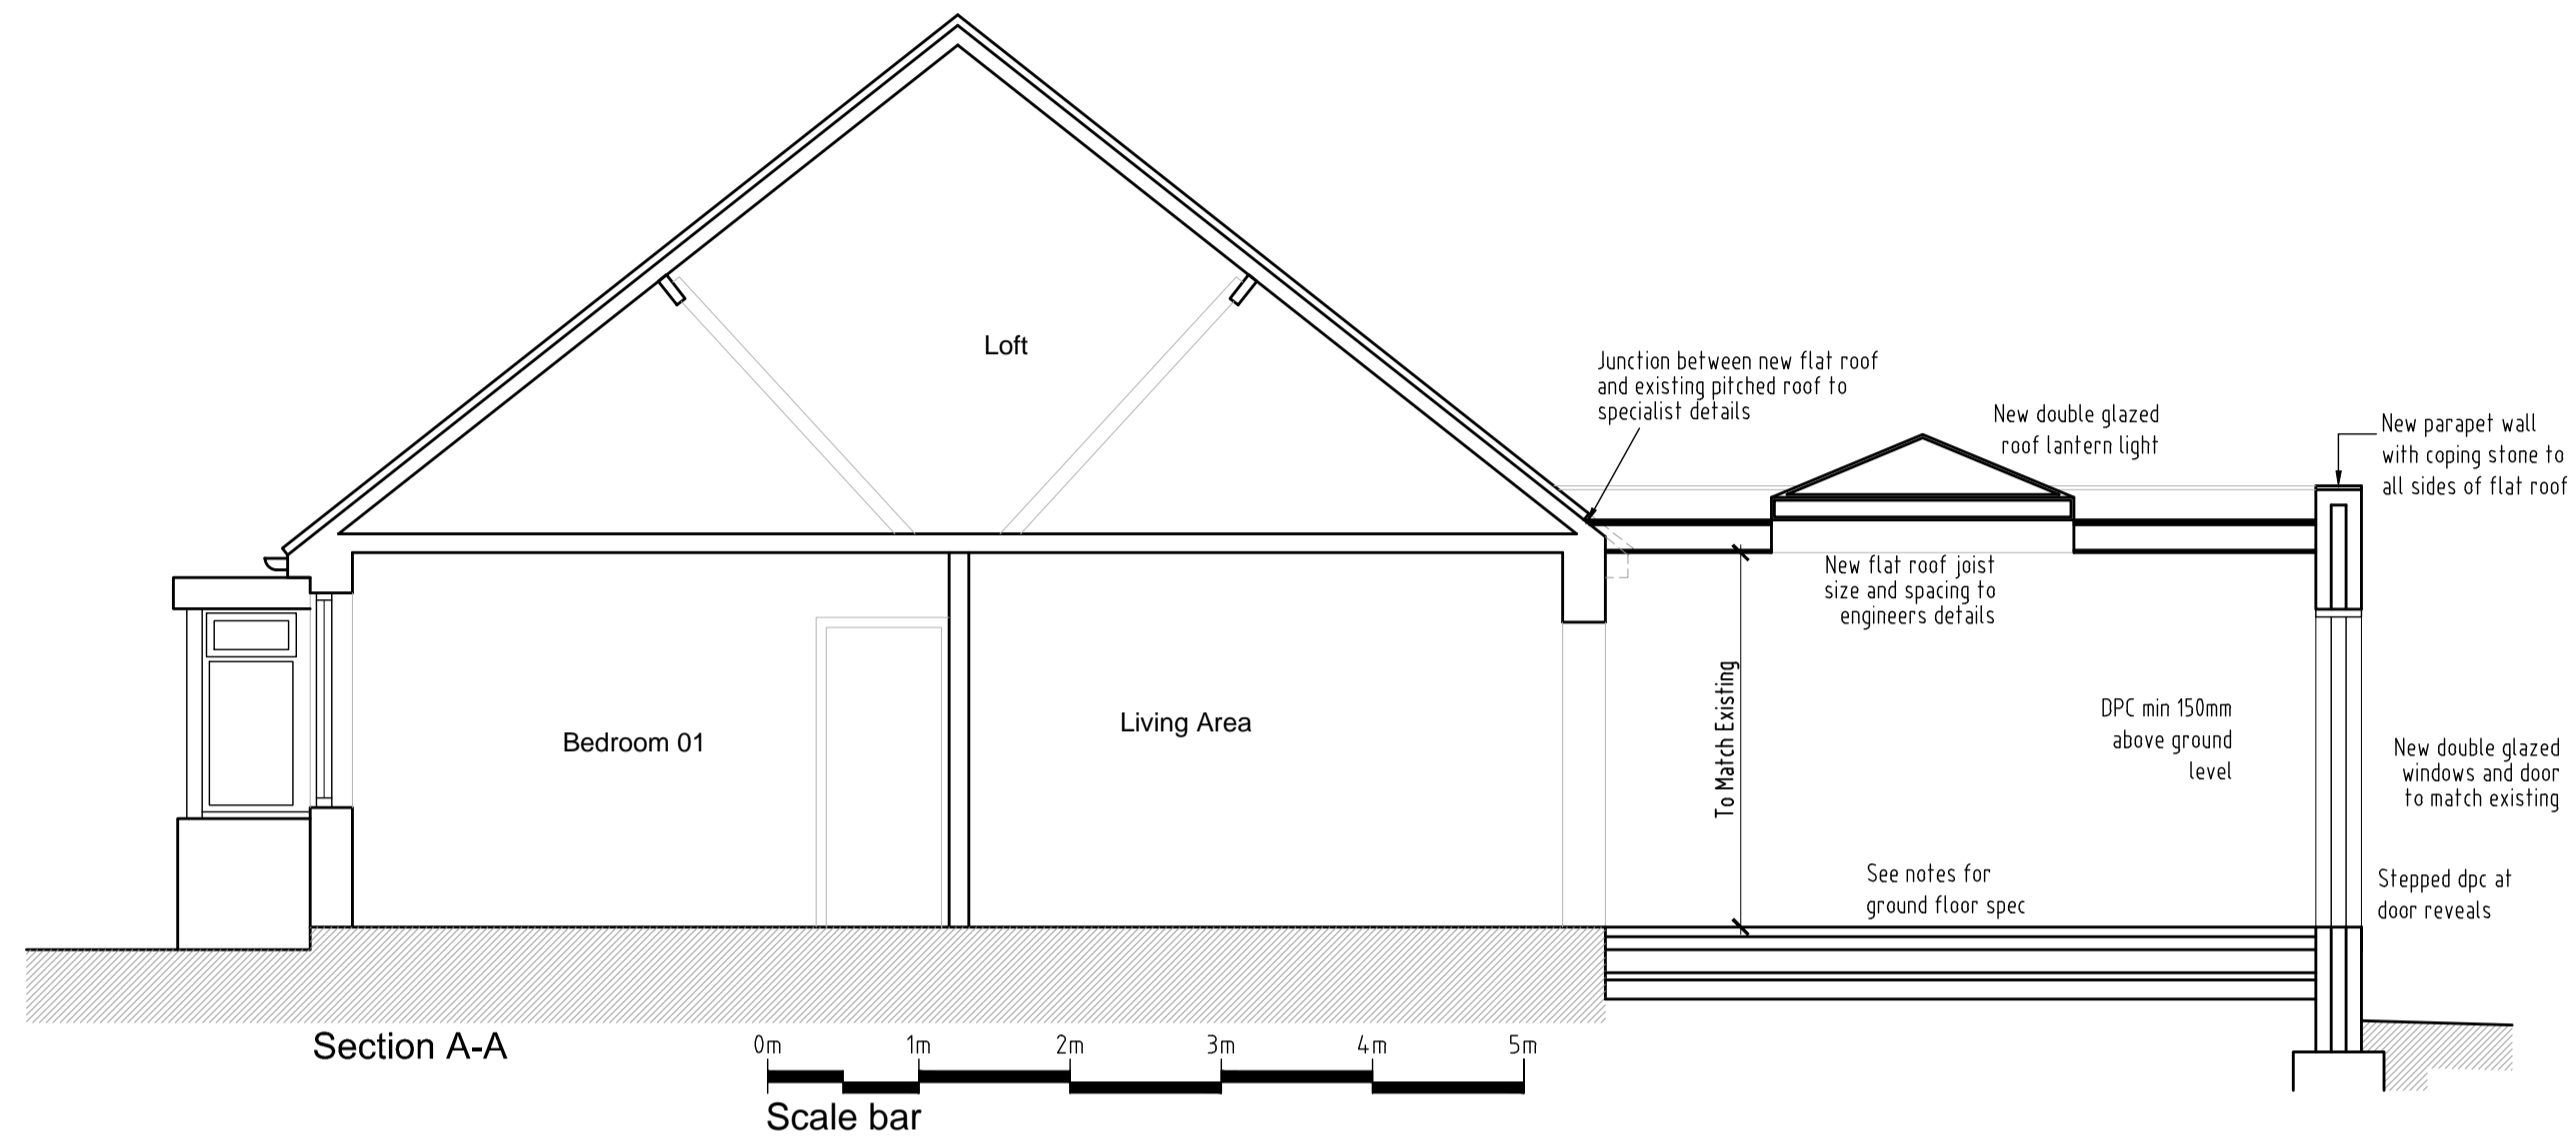 Loft
Junction between new flat roof
and existing pitched roof to
specialist details
New double glazed
roof lantern light
New parapet wall
with coping stone to
all sides of flat roof
New flat roof joist
size and spacing to
engineers details
Bedroom 01
Living Area
To Match Existing
DPC min 150mm
above ground
level
New double glazed
windows and door
to match existing
See notes for
ground floor spec
Stepped dpc at
door reveals
Section A-A
0m 1m 2m 3m 4m 5m
Scale bar